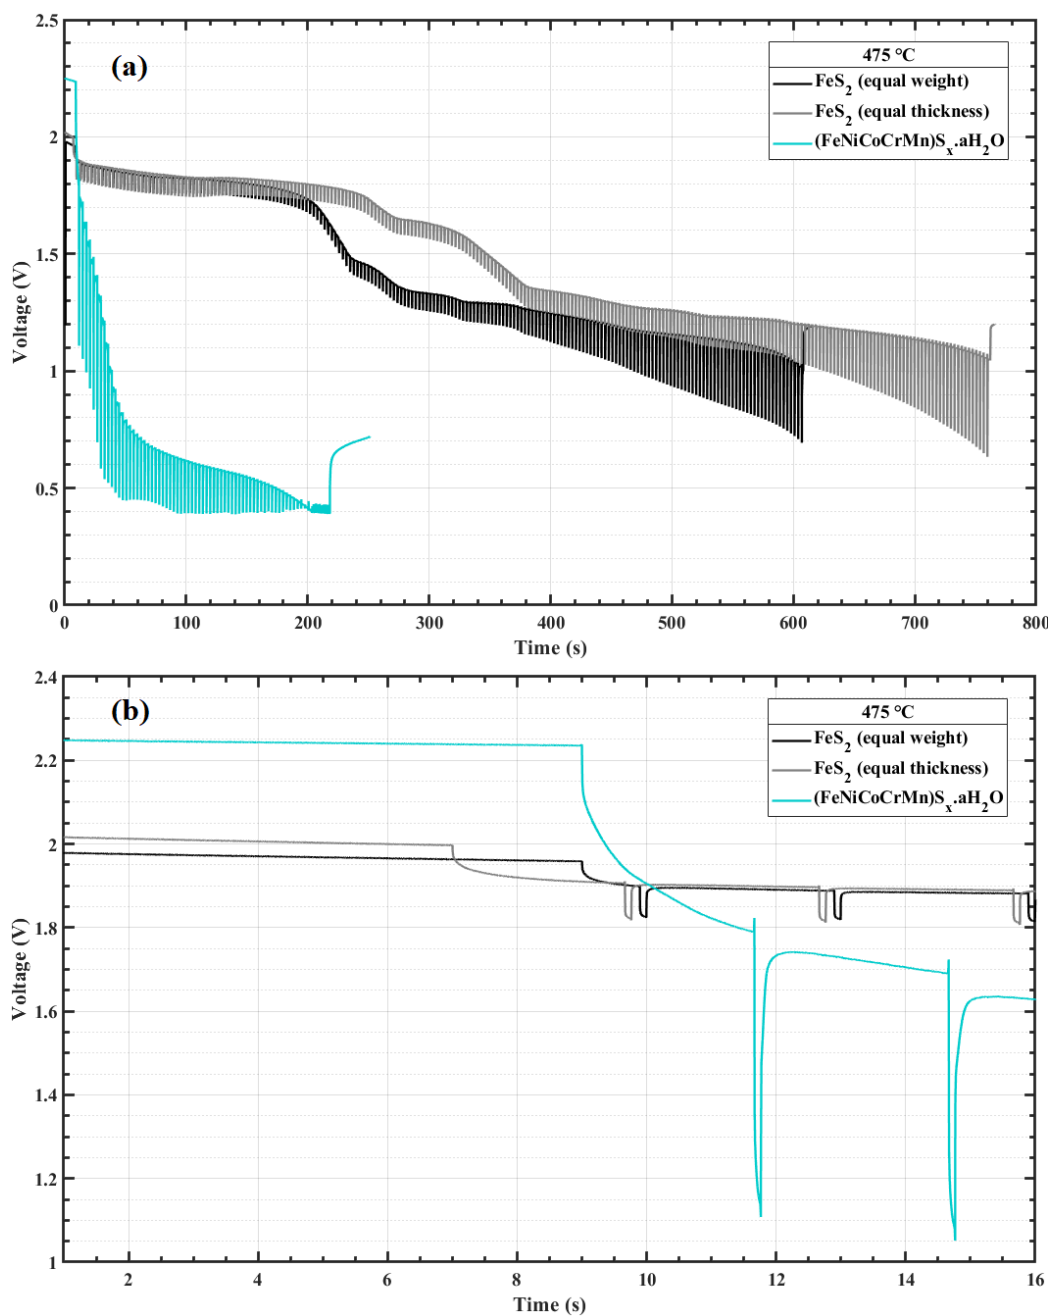 2.5
(a)
475 °C
FeS2 (equal weight)
FeS2 (equal thickness)
(FeNiCoCrMn)Sx.aH2O
2
1.5
1
0.5
0
Voltage (V)
0 100 200 300 400 500 600 700 800
Time (s)
2.4
(b)
475 °C
FeS2 (equal weight)
FeS2 (equal thickness)
(FeNiCoCrMn)Sx.aH2O
2.2
2
1.8
1.6
1.4
1.2
1
Voltage (V)
2 4 6 8 10 12 14 16
Time (s)